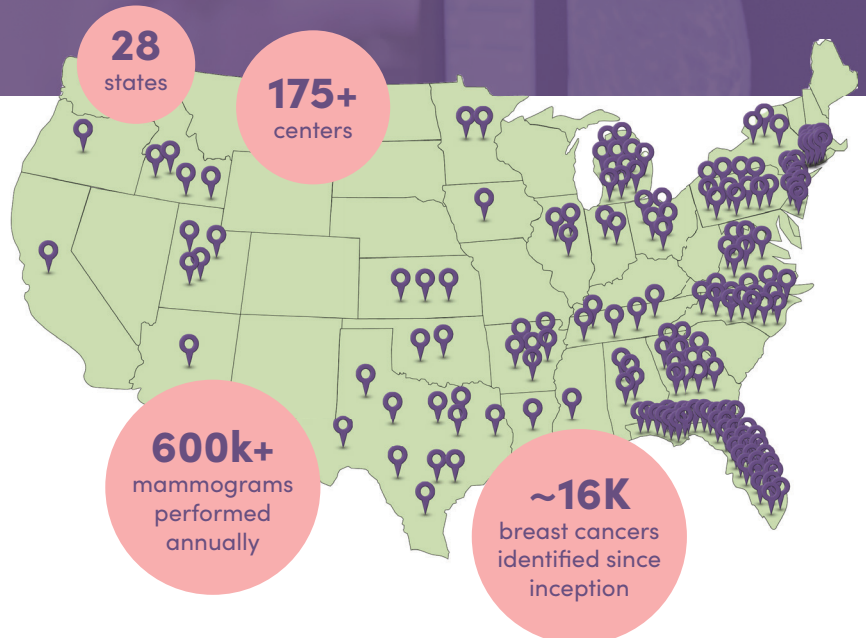 28
states
175+
centers
600k+
mammograms
performed
annually
~16K
breast cancers
identified since
inception